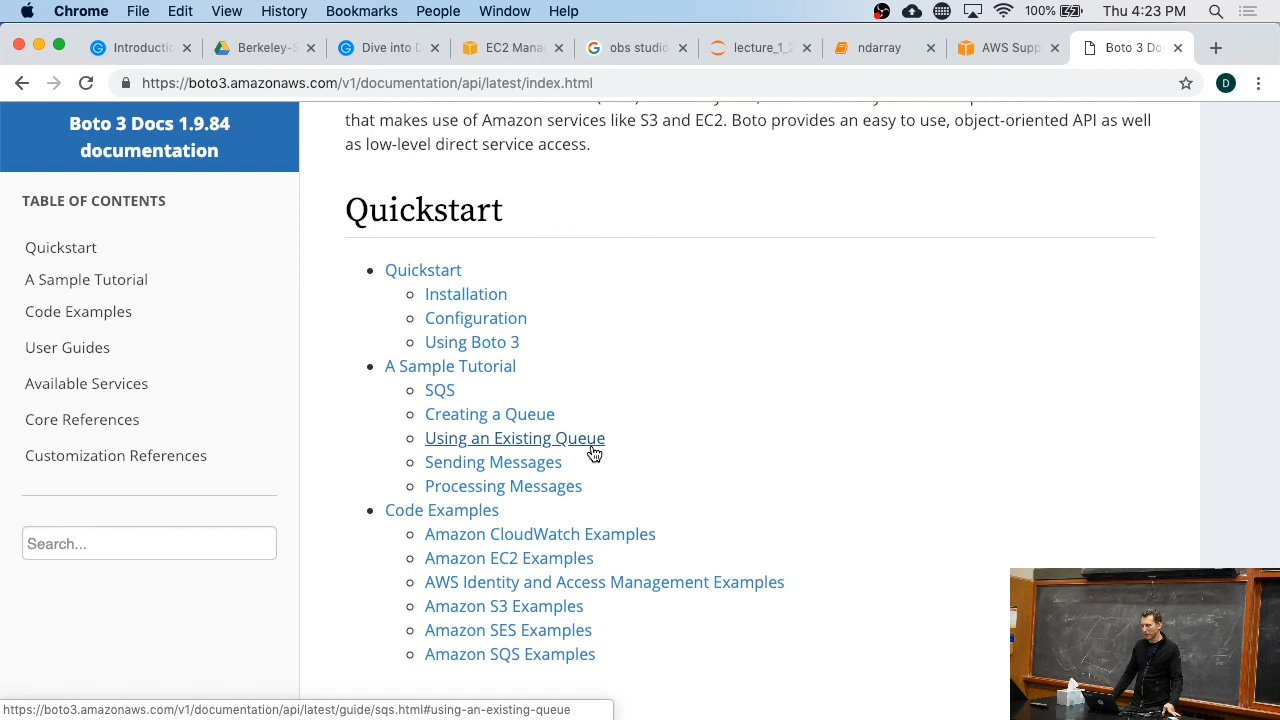 Chrome File Edit View History Bookmarks People Window Help 100% Thu 4:23 PM
Introductio Berkeley-S Dive into D EC2 Mana obs studio lecture_1_2 ndarray AWS Supp Boto 3 Do
https://boto3.amazonaws.com/v1/documentation/api/latest/index.html D
Boto 3 Docs 1.9.84
documentation
TABLE OF CONTENTS
Quickstart
A Sample Tutorial
Code Examples
User Guides
Available Services
Core References
Customization References
Search...
that makes use of Amazon services like S3 and EC2. Boto provides an easy to use, object-oriented API as well
as low-level direct service access.
Quickstart
Quickstart
Installation
Configuration
Using Boto 3
A Sample Tutorial
SQS
Creating a Queue
Using an Existing Queue
Sending Messages
Processing Messages
Code Examples
Amazon CloudWatch Examples
Amazon EC2 Examples
AWS Identity and Access Management Examples
Amazon S3 Examples
Amazon SES Examples
Amazon SQS Examples
https://boto3.amazonaws.com/v1/documentation/api/latest/guide/sqs.html#using-an-existing-queue